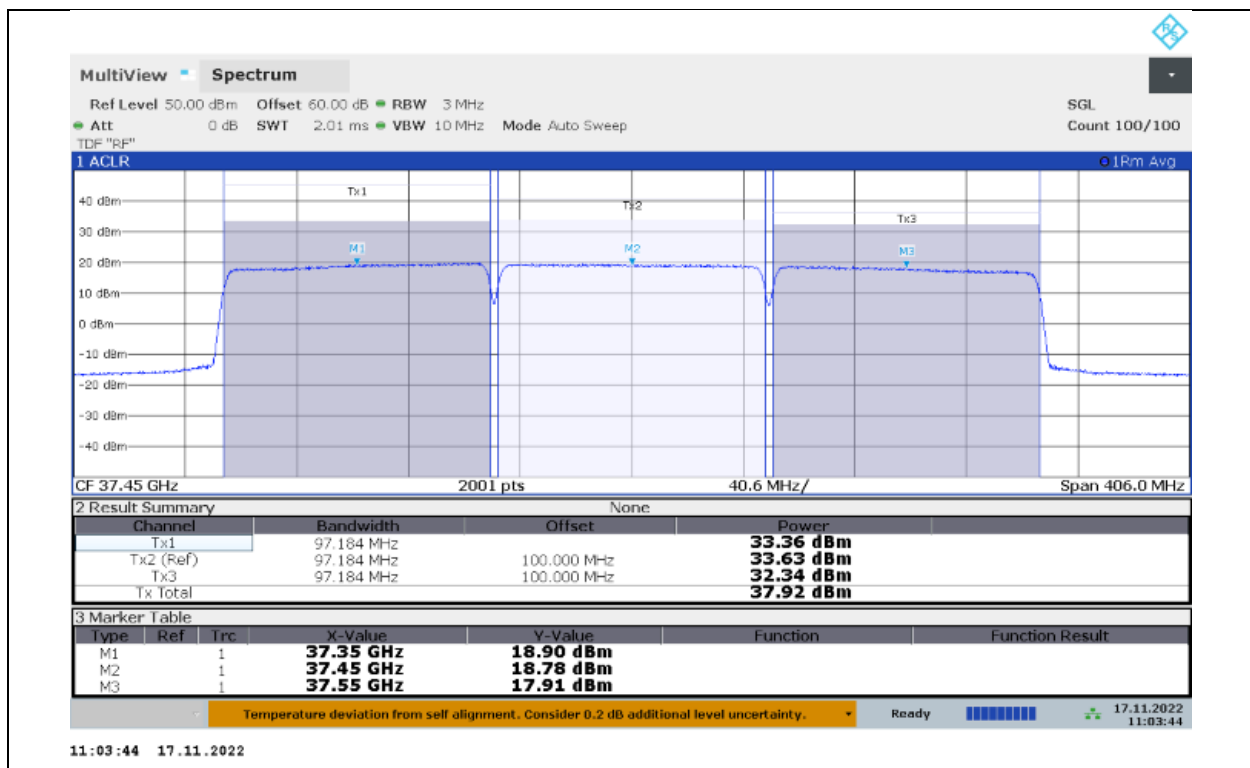 R&S
MultiView Spectrum
Ref Level 50.00 dBm Offset 60.00 dB RBW 3 MHz SGL
Att 0 dB SWT 2.01 ms VBW 10 MHz Mode Auto Sweep Count 100/100
TDF "RF"
1 ACLR 1Rm Avg
Tx1
Tx2
Tx3
40 dBm
30 dBm
M1 M2 M3
20 dBm
10 dBm
0 dBm
-10 dBm
-20 dBm
-30 dBm
-40 dBm
CF 37.45 GHz 2001 pts 40.6 MHz/ Span 406.0 MHz
2 Result Summary None
Channel Bandwidth Offset Power
Tx1 97.184 MHz 33.36 dBm
Tx2 (Ref) 97.184 MHz 100.000 MHz 33.63 dBm
Tx3 97.184 MHz 100.000 MHz 32.34 dBm
Tx Total 37.92 dBm
3 Marker Table
Type Ref Trc X-Value Y-Value Function Function Result
M1 1 37.35 GHz 18.90 dBm
M2 1 37.45 GHz 18.78 dBm
M3 1 37.55 GHz 17.91 dBm
Temperature deviation from self alignment. Consider 0.2 dB additional level uncertainty. Ready 17.11.2022
11:03:44
11:03:44 17.11.2022